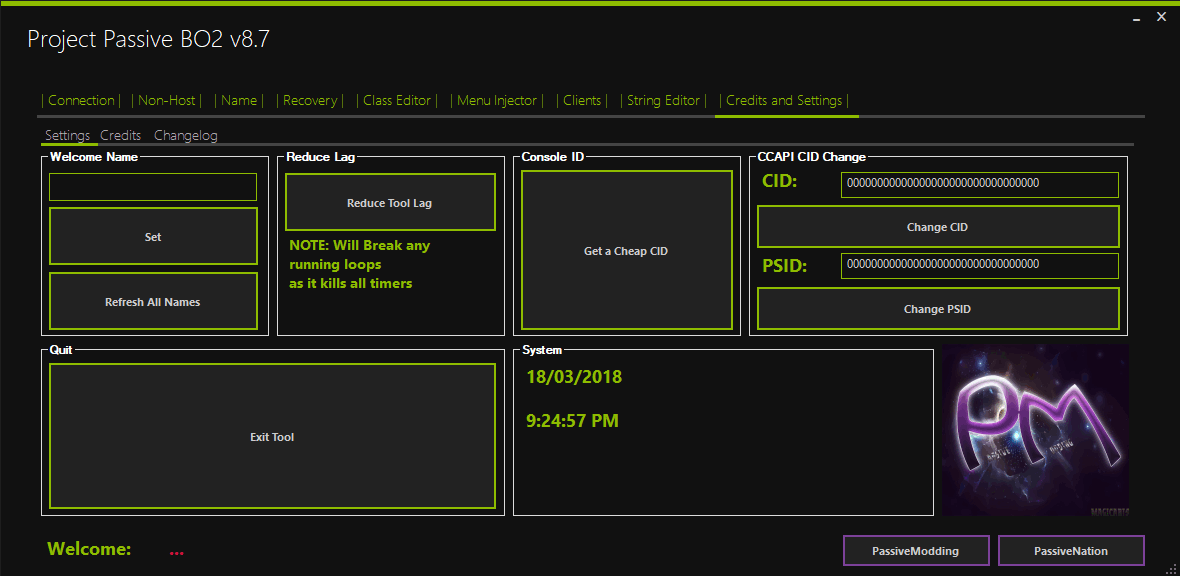 Project Passive BO2 v8.7
| Connection | | Non-Host | | Name | | Recovery | | Class Editor | | Menu Injector | | Clients | | String Editor | | Credits and Settings |
Settings Credits Changelog
Welcome Name
Set
Refresh All Names
Reduce Lag
Reduce Tool Lag
NOTE: Will Break any
running loops
as it kills all timers
Console ID
Get a Cheap CID
CCAPI CID Change
CID: 00000000000000000000000000000000
Change CID
PSID: 00000000000000000000000000000000
Change PSID
Quit
Exit Tool
System
18/03/2018
9:24:57 PM
PM
Welcome: ...
PassiveModding
PassiveNation